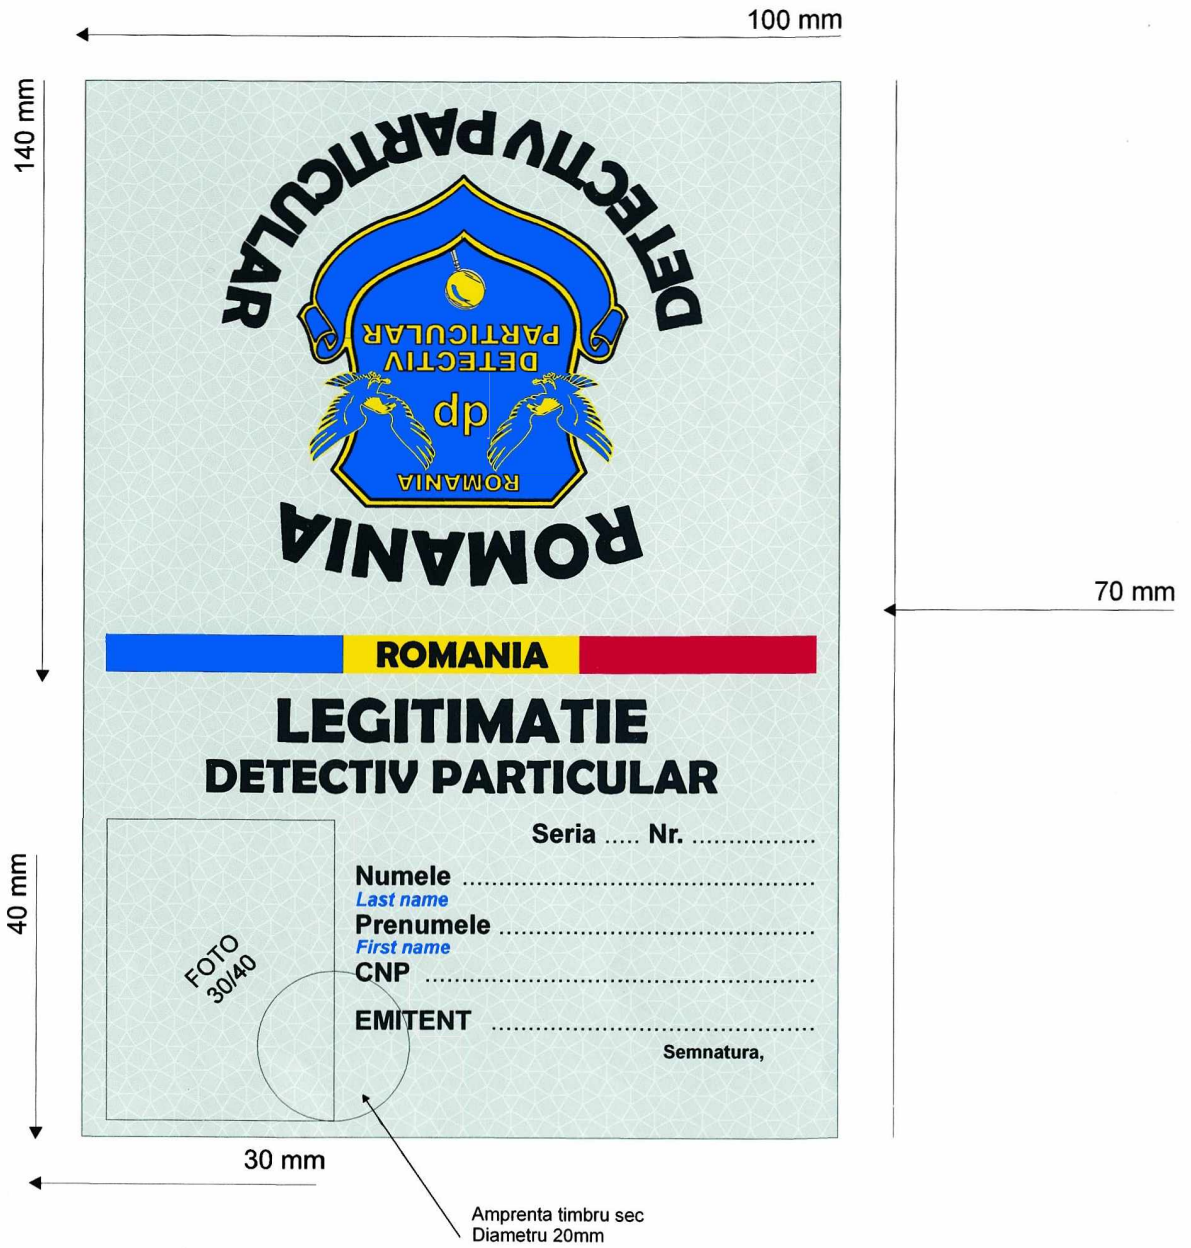 100 mm
140 mm
DETECTIV PARTICULAR
PARTICULAR
DETECTIV
dp
ROMANIA
ROMANIA
70 mm
ROMANIA
LEGITIMATIE
DETECTIV PARTICULAR
Seria ..... Nr. .................
40 mm
Numele ................................................
Last name
Prenumele ...........................................
First name
FOTO
30/40
CNP .....................................................
EMITENT ............................................
Semnatura,
30 mm
Amprenta timbru sec
Diametru 20mm